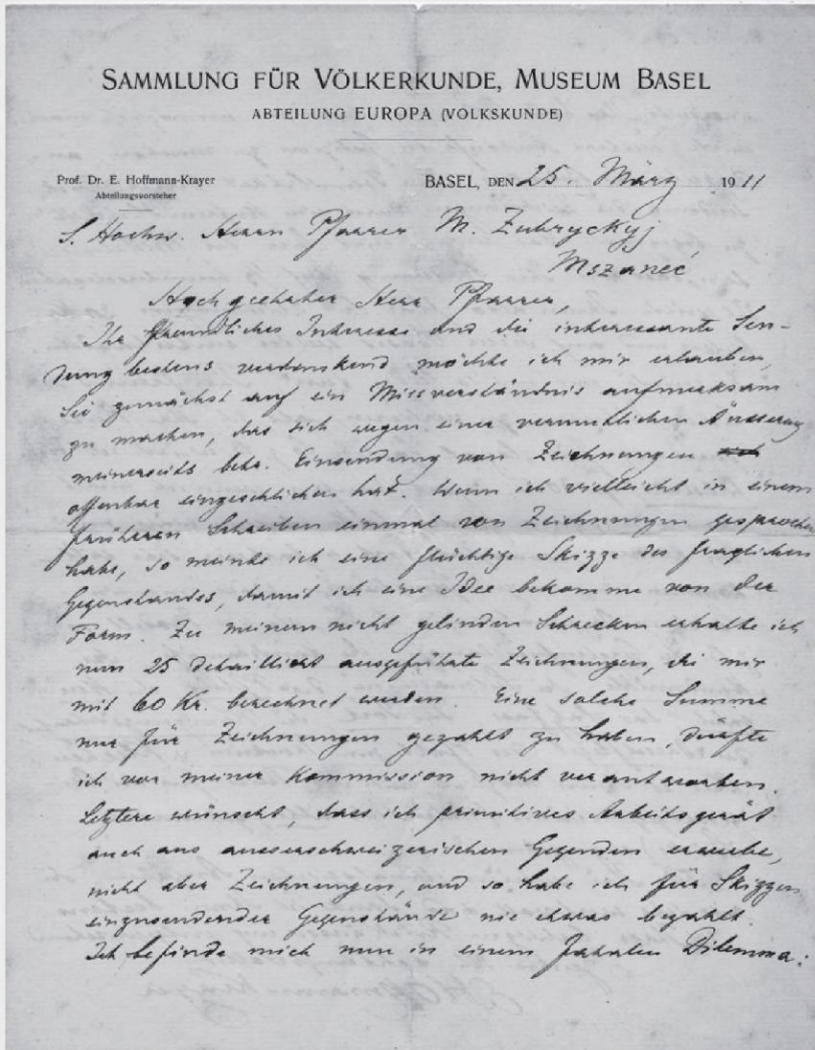 SAMMLUNG FÜR VÖLKERKUNDE, MUSEUM BASEL
ABTEILUNG EUROPA (VOLKSKUNDE)
Prof. Dr. E. Hoffmann-Krayer
Abteilungsvorsteher
BASEL, DEN 25. März 1911
S. Hochw. Herrn Pfarrer M. Zubryckyj
Mszaneć
Hochgeehrter Herr Pfarrer,
Ihr freundliches Interesse und die interessante Sen-
dung bestens verdankend möchte ich mir erlauben,
Sie zunächst auf ein Missverständnis aufmerksam
zu machen, das sich wegen einer vermeintlichen Äusserung
meinerseits betr. Einsendung von Zeichnungen
offenbar eingeschlichen hat. Wenn ich vielleicht in einem
früheren Schreiben einmal von Zeichnungen gesprochen
habe, so meinte ich eine flüchtige Skizze des fraglichen
Gegenstandes, damit ich eine Idee bekomme von der
Form. Zu meinem nicht gelinden Schrecken erhalte ich
nun 25 detailliert ausgeführte Zeichnungen, die mir
mit 60 Kr. berechnet werden. Eine solche Summe
nur für Zeichnungen gezahlt zu haben, dürfte
ich vor meiner Kommission nicht verantworten.
Letztere wünscht, dass ich primitives Arbeitsgerät
auch aus ausserschweizerischen Gegenden erwerbe,
nicht aber Zeichnungen, und so habe ich für Skizzen
einzusendender Gegenstände nie etwas bezahlt.
Ich befinde mich nun in einem fatalen Dilemma: